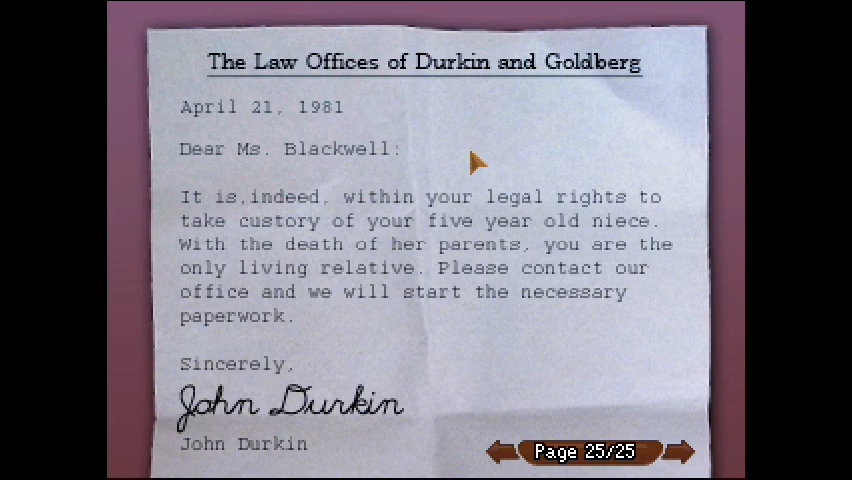 The Law Offices of Durkin and Goldberg
April 21, 1981
Dear Ms. Blackwell:
It is,indeed, within your legal rights to
take custory of your five year old niece.
With the death of her parents, you are the
only living relative. Please contact our
office and we will start the necessary
paperwork.
Sincerely,
John Durkin
John Durkin
Page 25/25